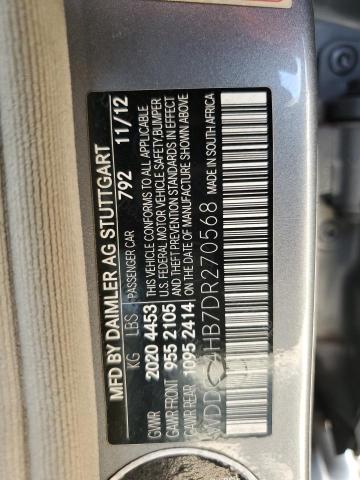 MFD BY DAIMLER AG STUTTGART
KG LBS PASSENGER CAR 792 11/12
GVWR 2020 4453 THIS VEHICLE CONFORMS TO ALL APPLICABLE
U.S. FEDERAL MOTOR VEHICLE SAFETY, BUMPER
GAWR FRONT 955 2105 AND THEFT PREVENTION STANDARDS IN EFFECT
GAWR REAR 1095 2414 ON THE DATE OF MANUFACTURE SHOWN ABOVE
HB7DR270568 MADE IN SOUTH AFRICA